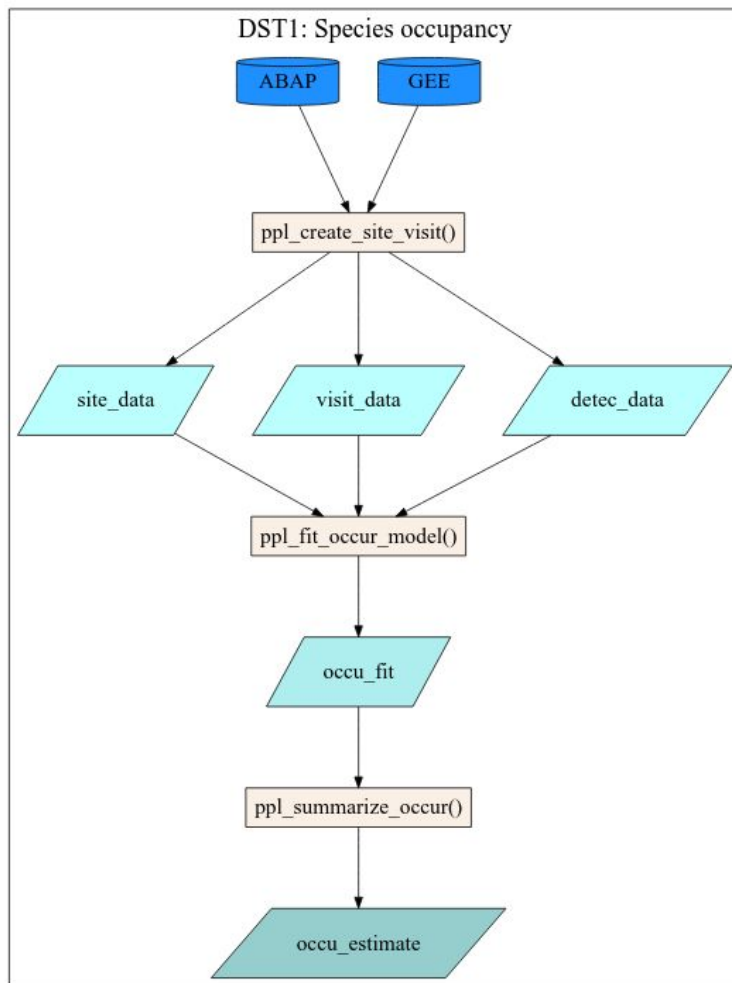 DST1: Species occupancy
ABAP
GEE
ppl_create_site_visit()
site_data
visit_data
detec_data
ppl_fit_occur_model()
occu_fit
ppl_summarize_occur()
occu_estimate